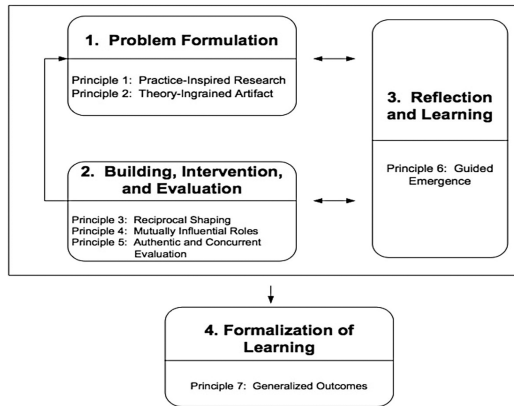 1. Problem Formulation
Principle 1: Practice-Inspired Research
Principle 2: Theory-Ingrained Artifact
2. Building, Intervention,
and Evaluation
Principle 3: Reciprocal Shaping
Principle 4: Mutually Influential Roles
Principle 5: Authentic and Concurrent
Evaluation
3. Reflection
and Learning
Principle 6: Guided
Emergence
4. Formalization of
Learning
Principle 7: Generalized Outcomes